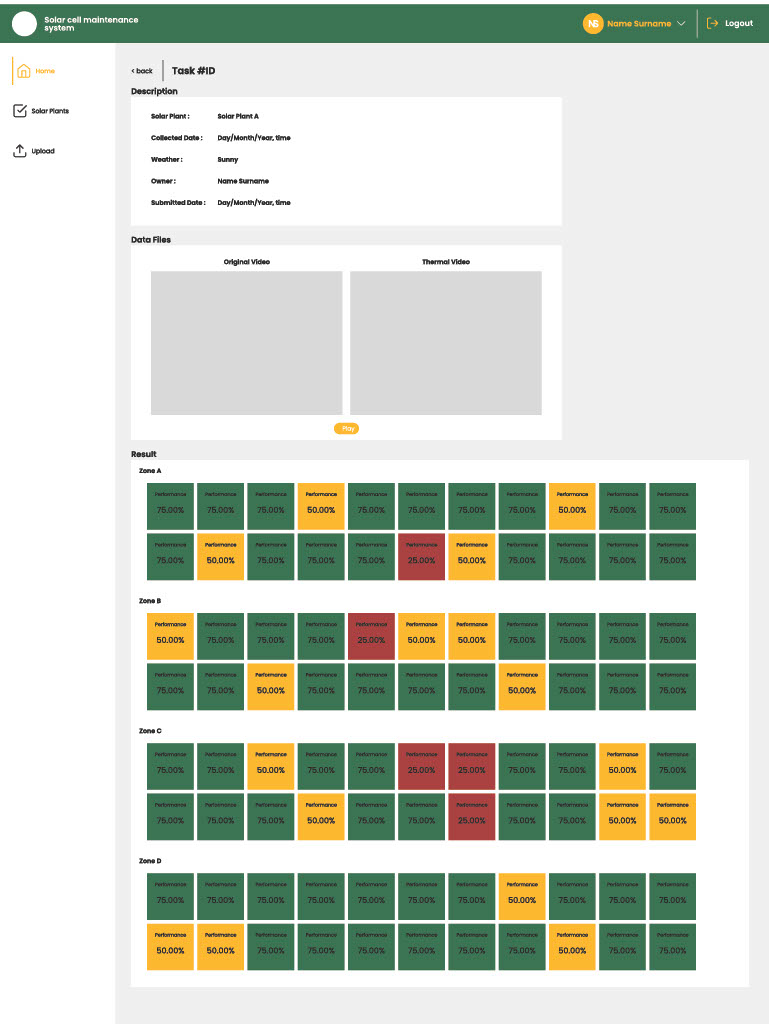 Solar cell maintenance
system
NS Name Surname
Logout
Home
Solar Plants
Upload
< back
Task #ID
Description
Solar Plant : Solar Plant A
Collected Date : Day/Month/Year, time
Weather : Sunny
Owner : Name Surname
Submitted Date : Day/Month/Year, time
Data Files
Original Video Thermal Video
Play
Result
Zone A
Performance Performance Performance Performance Performance Performance Performance Performance Performance Performance Performance
75.00% 75.00% 75.00% 50.00% 75.00% 75.00% 75.00% 75.00% 50.00% 75.00% 75.00%
Performance Performance Performance Performance Performance Performance Performance Performance Performance Performance Performance
75.00% 50.00% 75.00% 75.00% 75.00% 25.00% 50.00% 75.00% 75.00% 75.00% 75.00%
Zone B
Performance Performance Performance Performance Performance Performance Performance Performance Performance Performance Performance
50.00% 75.00% 75.00% 75.00% 25.00% 50.00% 50.00% 75.00% 75.00% 75.00% 75.00%
Performance Performance Performance Performance Performance Performance Performance Performance Performance Performance Performance
75.00% 75.00% 50.00% 75.00% 75.00% 75.00% 75.00% 50.00% 75.00% 75.00% 75.00%
Zone C
Performance Performance Performance Performance Performance Performance Performance Performance Performance Performance Performance
75.00% 75.00% 50.00% 75.00% 75.00% 25.00% 25.00% 75.00% 75.00% 50.00% 75.00%
Performance Performance Performance Performance Performance Performance Performance Performance Performance Performance Performance
75.00% 75.00% 75.00% 50.00% 75.00% 75.00% 25.00% 75.00% 75.00% 50.00% 50.00%
Zone D
Performance Performance Performance Performance Performance Performance Performance Performance Performance Performance Performance
75.00% 75.00% 75.00% 75.00% 75.00% 75.00% 75.00% 50.00% 75.00% 75.00% 75.00%
Performance Performance Performance Performance Performance Performance Performance Performance Performance Performance Performance
50.00% 50.00% 75.00% 75.00% 75.00% 75.00% 75.00% 75.00% 50.00% 75.00% 75.00%